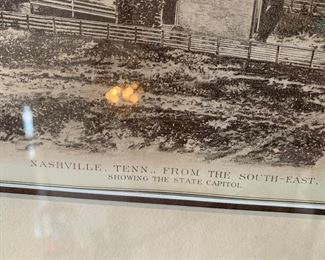 NASHVILLE, TENN., FROM THE SOUTH-EAST,
SHOWING THE STATE CAPITOL.